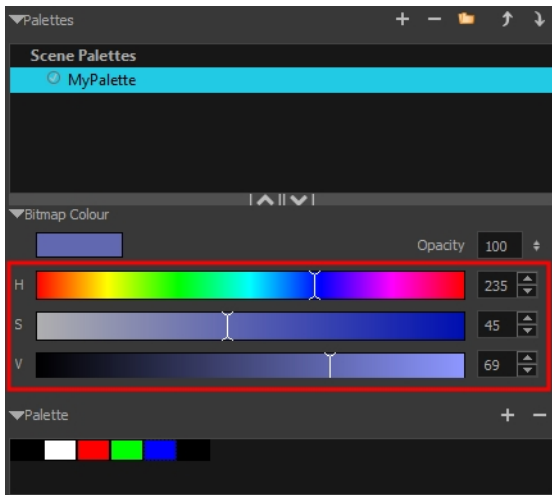 Palettes
Scene Palettes
MyPalette
Bitmap Colour
Opacity 100
H 235
S 45
V 69
Palette